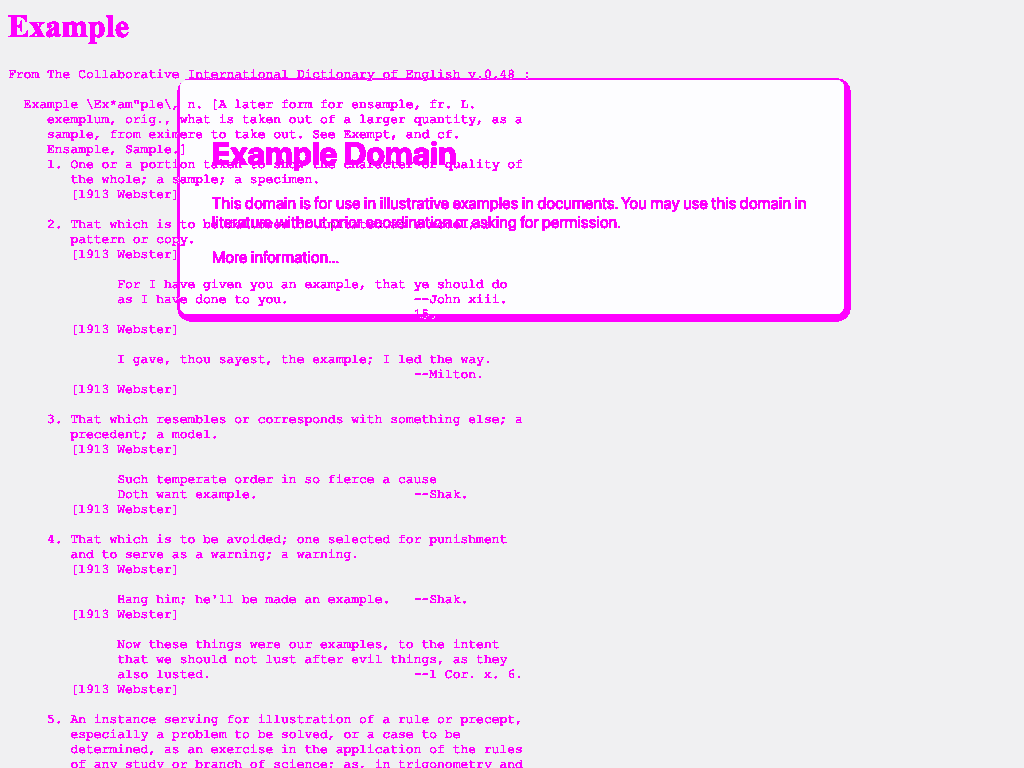 Example
From The Collaborative International Dictionary of English v.0.48 :
Example \Ex*am"ple\, n. [A later form for ensample, fr. L.
exemplum, orig., what is taken out of a larger quantity, as a
sample, from eximere to take out. See Exempt, and cf.
Ensample, Sample.]
1. One or a portion taken to show the character or quality of
the whole; a sample; a specimen.
[1913 Webster]
Example Domain
This domain is for use in illustrative examples in documents. You may use this domain in
literature without prior coordination or asking for permission.
More information...
2. That which is to be
pattern or copy.
[1913 Webster]
For I have given you an example, that ye should do
as I have done to you. --John xiii.
15.
[1913 Webster]
I gave, thou sayest, the example; I led the way.
--Milton.
[1913 Webster]
3. That which resembles or corresponds with something else; a
precedent; a model.
[1913 Webster]
Such temperate order in so fierce a cause
Doth want example. --Shak.
[1913 Webster]
4. That which is to be avoided; one selected for punishment
and to serve as a warning; a warning.
[1913 Webster]
Hang him; he'll be made an example. --Shak.
[1913 Webster]
Now these things were our examples, to the intent
that we should not lust after evil things, as they
also lusted. --1 Cor. x. 6.
[1913 Webster]
5. An instance serving for illustration of a rule or precept,
especially a problem to be solved, or a case to be
determined, as an exercise in the application of the rules
of any study or branch of science; as, in trigonometry and